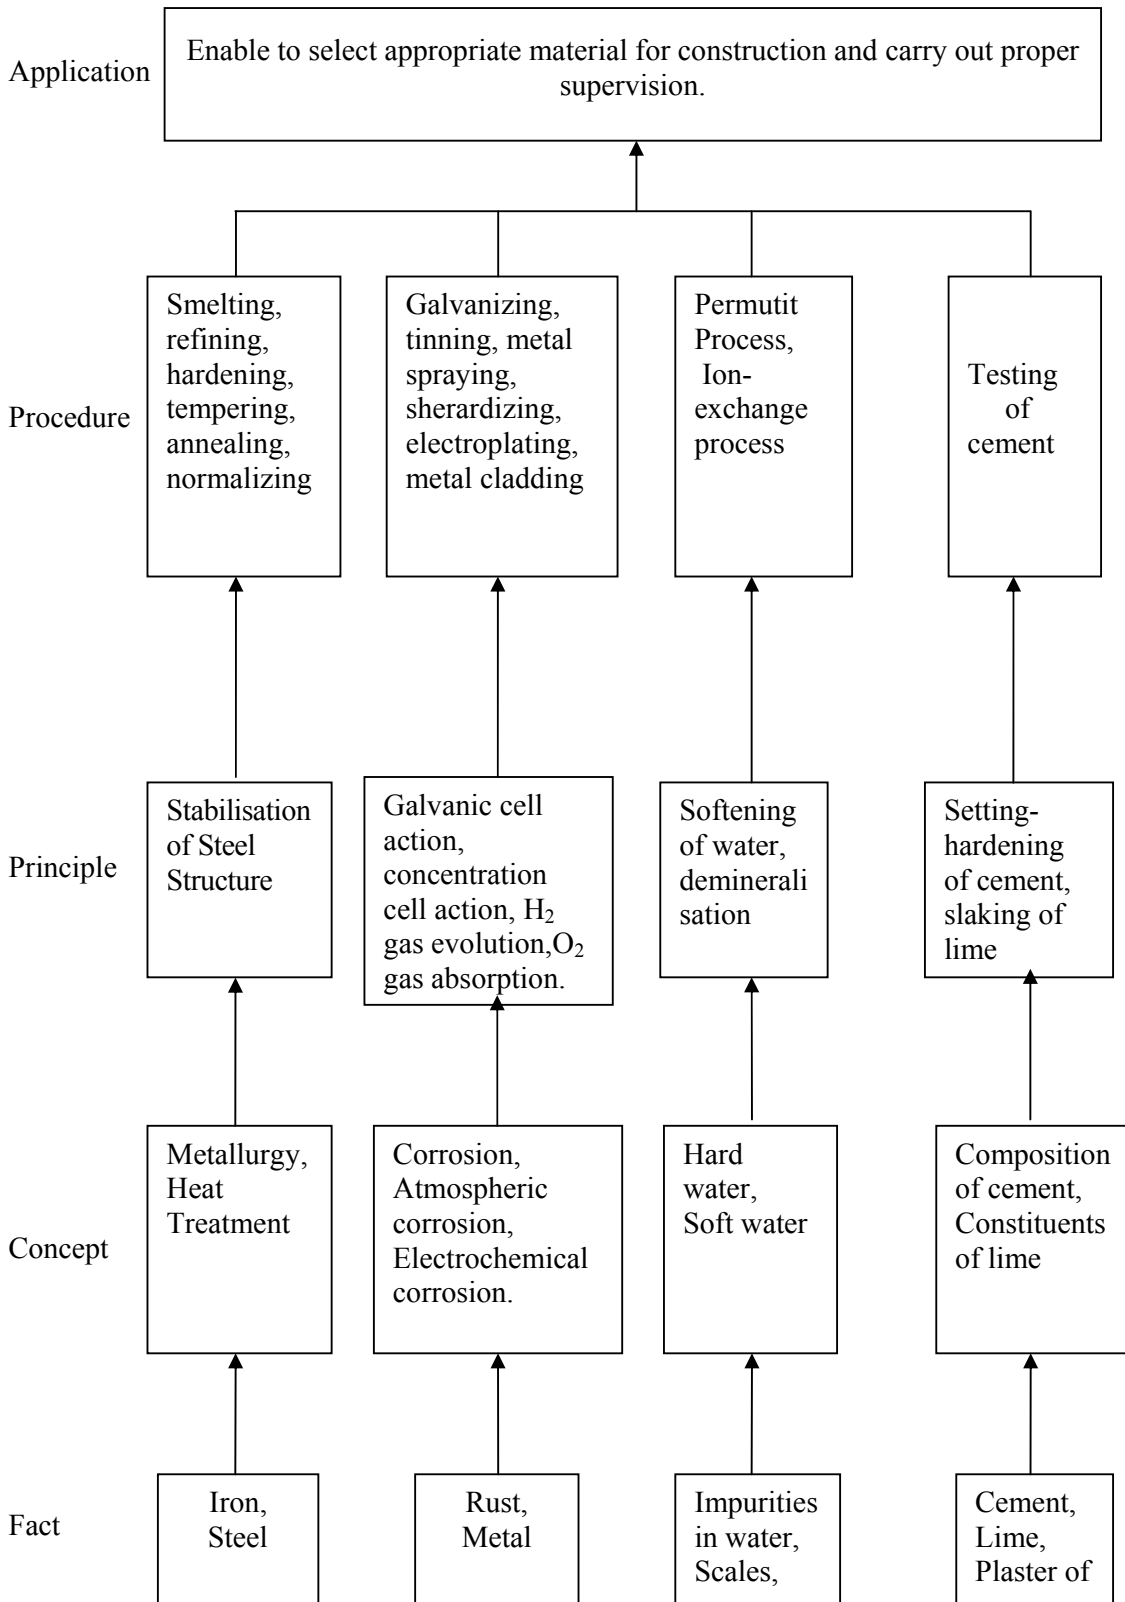 Application
Enable to select appropriate material for construction and carry out proper
supervision.
Procedure
Smelting,
refining,
hardening,
tempering,
annealing,
normalizing
Galvanizing,
tinning, metal
spraying,
sherardizing,
electroplating,
metal cladding
Permutit
Process,
Ion-
exchange
process
Testing
of
cement
Principle
Stabilisation
of Steel
Structure
Galvanic cell
action,
concentration
cell action, H₂
gas evolution,O₂
gas absorption.
Softening
of water,
deminerali
sation
Setting-
hardening
of cement,
slaking of
lime
Concept
Metallurgy,
Heat
Treatment
Corrosion,
Atmospheric
corrosion,
Electrochemical
corrosion.
Hard
water,
Soft water
Composition
of cement,
Constituents
of lime
Fact
Iron,
Steel
Rust,
Metal
Impurities
in water,
Scales,
Cement,
Lime,
Plaster of